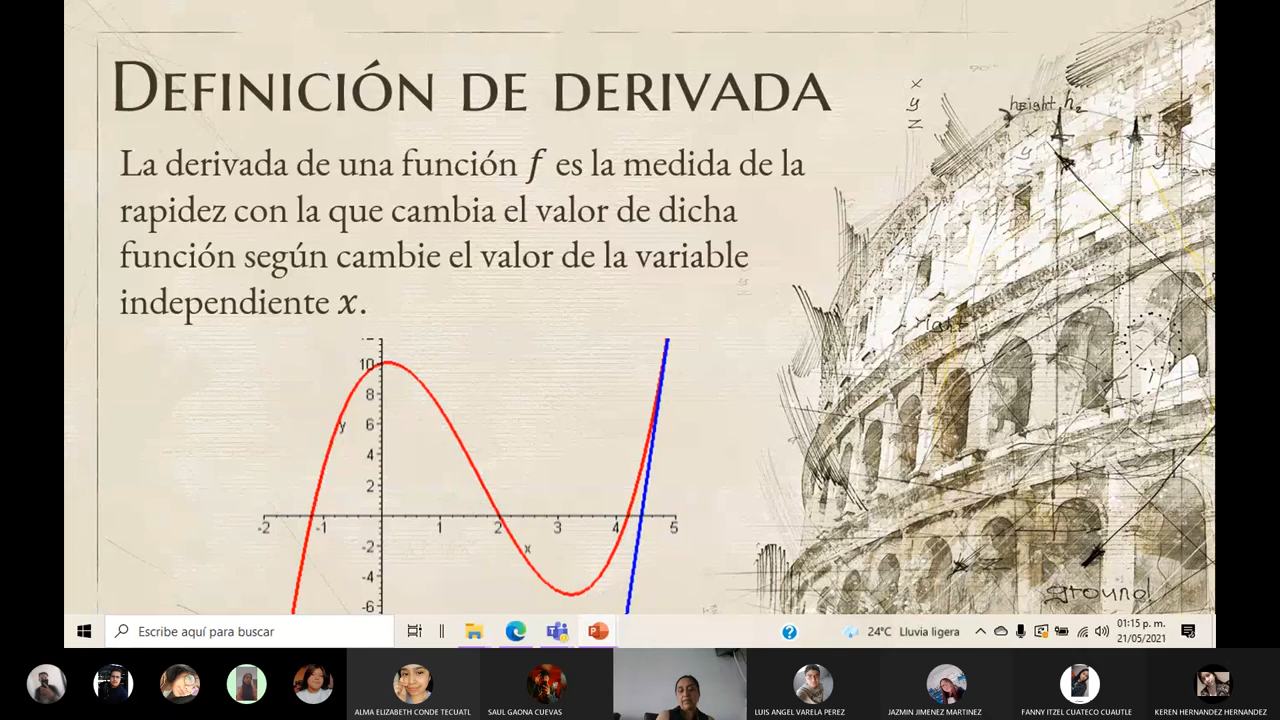 DEFINICIÓN DE DERIVADA
La derivada de una función f es la medida de la
rapidez con la que cambia el valor de dicha
función según cambie el valor de la variable
independiente x.
x
y
z
height h₂
right
ground
10
8
6
4
2
-2
-4
-6
y
-2 -1 1 2 3 4 5
x
Escribe aquí para buscar
24°C Lluvia ligera
01:15 p. m.
21/05/2021
ALMA ELIZABETH CONDE TECUATL
SAUL GAONA CUEVAS
LUIS ANGEL VARELA PEREZ
JAZMIN JIMENEZ MARTINEZ
FANNY ITZEL CUATECO CUAUTLE
KEREN HERNANDEZ HERNANDEZ